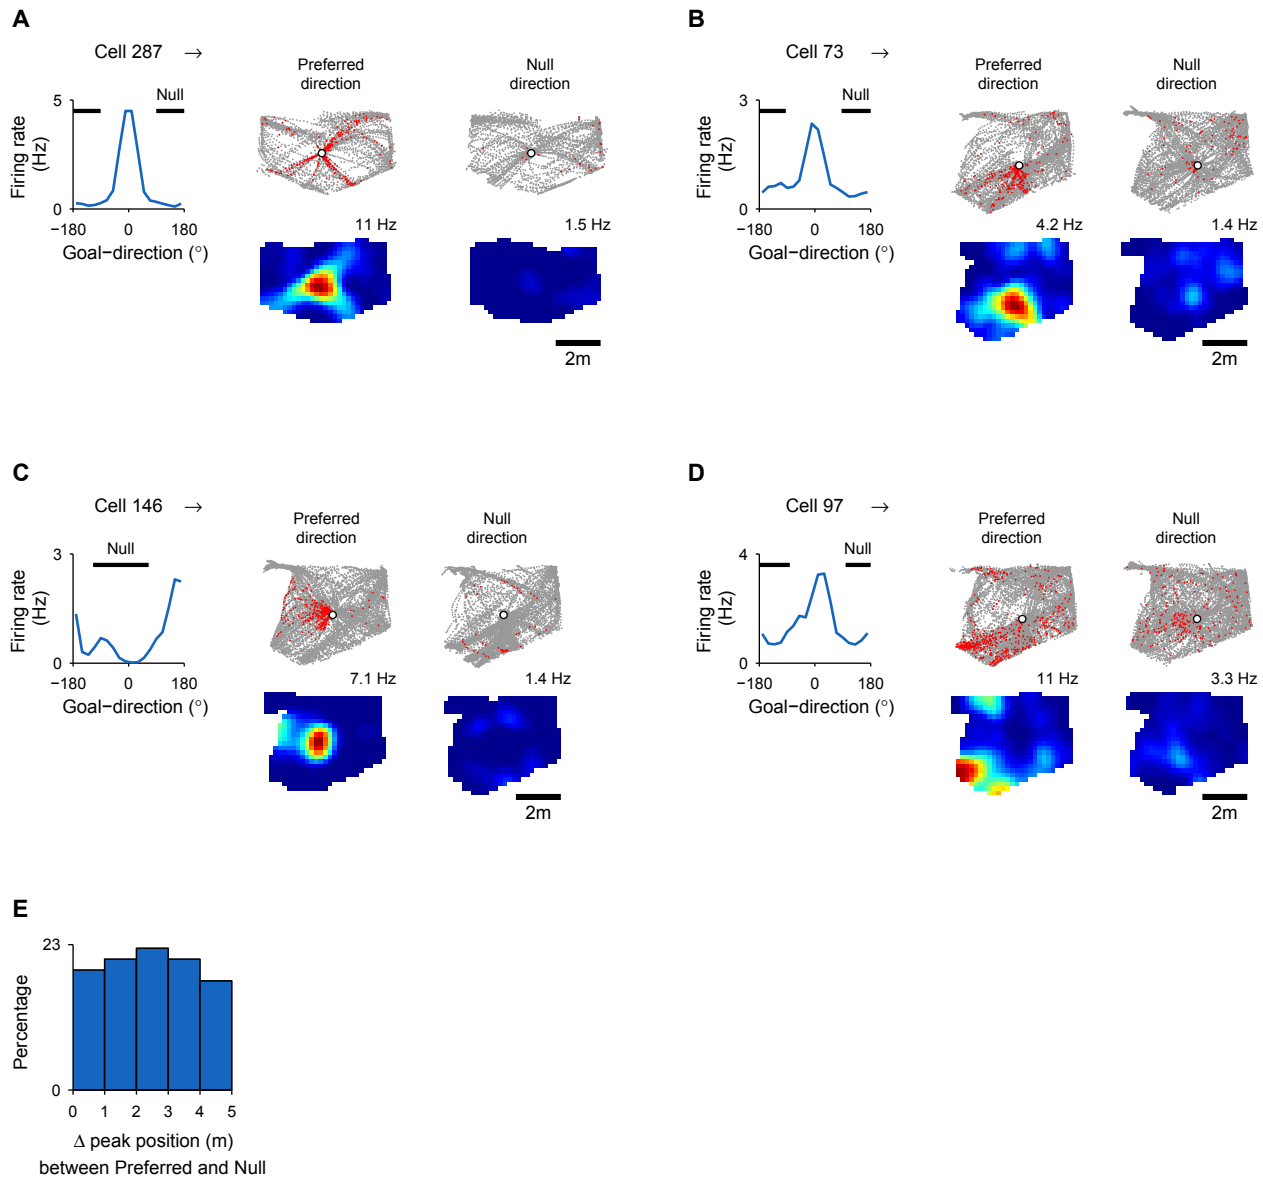 A
Cell 287 →
Null
5
Firing rate
(Hz)
0
−180 0 180
Goal−direction (°)
Preferred
direction
Null
direction
11 Hz
1.5 Hz
2m
B
Cell 73 →
Null
3
Firing rate
(Hz)
0
−180 0 180
Goal−direction (°)
Preferred
direction
Null
direction
4.2 Hz
1.4 Hz
2m
C
Cell 146 →
Null
3
Firing rate
(Hz)
0
−180 0 180
Goal−direction (°)
Preferred
direction
Null
direction
7.1 Hz
1.4 Hz
2m
D
Cell 97 →
Null
4
Firing rate
(Hz)
0
−180 0 180
Goal−direction (°)
Preferred
direction
Null
direction
11 Hz
3.3 Hz
2m
E
23
Percentage
0
0 1 2 3 4 5
Δ peak position (m)
between Preferred and Null